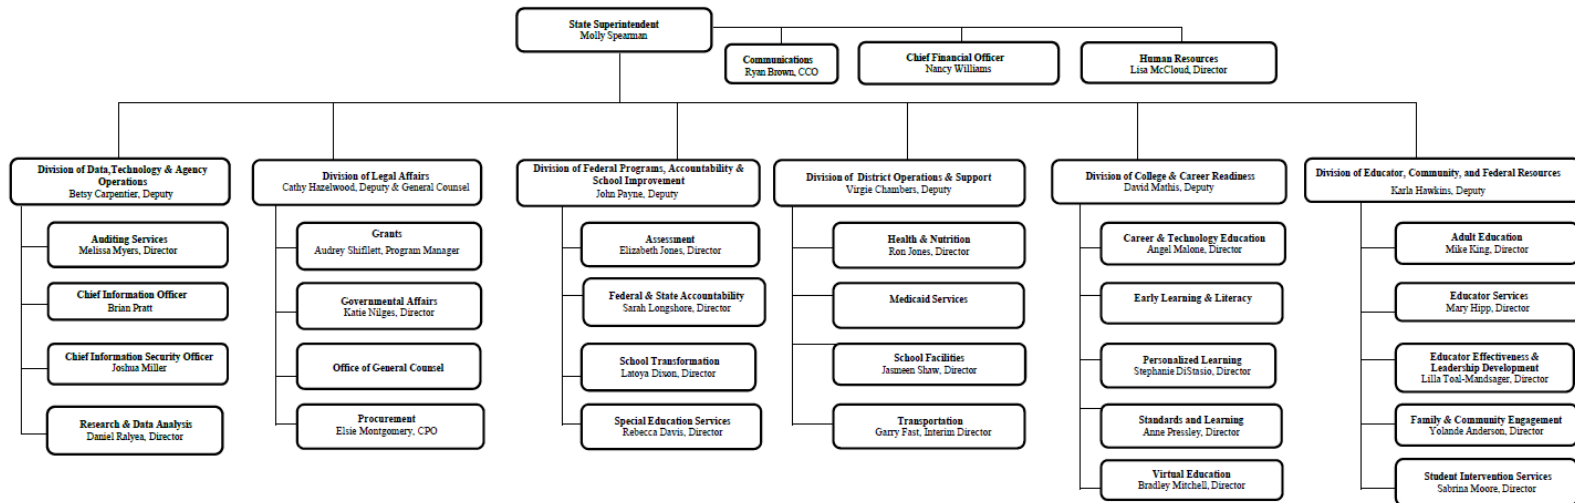 State Superintendent
Molly Spearman
Communications
Ryan Brown, CCO
Chief Financial Officer
Nancy Williams
Human Resources
Lisa McCloud, Director
Division of Data,Technology & Agency
Operations
Betsy Carpentier, Deputy
Auditing Services
Melissa Myers, Director
Chief Information Officer
Brian Pratt
Chief Information Security Officer
Joshua Miller
Research & Data Analysis
Daniel Ralyea, Director
Division of Legal Affairs
Cathy Hazelwood, Deputy & General Counsel
Grants
Audrey Shifllett, Program Manager
Governmental Affairs
Katie Nilges, Director
Office of General Counsel
Procurement
Elsie Montgomery, CPO
Division of Federal Programs, Accountability &
School Improvement
John Payne, Deputy
Assessment
Elizabeth Jones, Director
Federal & State Accountability
Sarah Longshore, Director
School Transformation
Latoya Dixon, Director
Special Education Services
Rebecca Davis, Director
Division of District Operations & Support
Virgie Chambers, Deputy
Health & Nutrition
Ron Jones, Director
Medicaid Services
School Facilities
Jasmeen Shaw, Director
Transportation
Garry Fast, Interim Director
Division of College & Career Readiness
David Mathis, Deputy
Career & Technology Education
Angel Malone, Director
Early Learning & Literacy
Personalized Learning
Stephanie DiStasio, Director
Standards and Learning
Anne Pressley, Director
Virtual Education
Bradley Mitchell, Director
Division of Educator, Community, and Federal Resources
Karla Hawkins, Deputy
Adult Education
Mike King, Director
Educator Services
Mary Hipp, Director
Educator Effectiveness &
Leadership Development
Lilla Toal-Mandsager, Director
Family & Community Engagement
Yolande Anderson, Director
Student Intervention Services
Sabrina Moore, Director